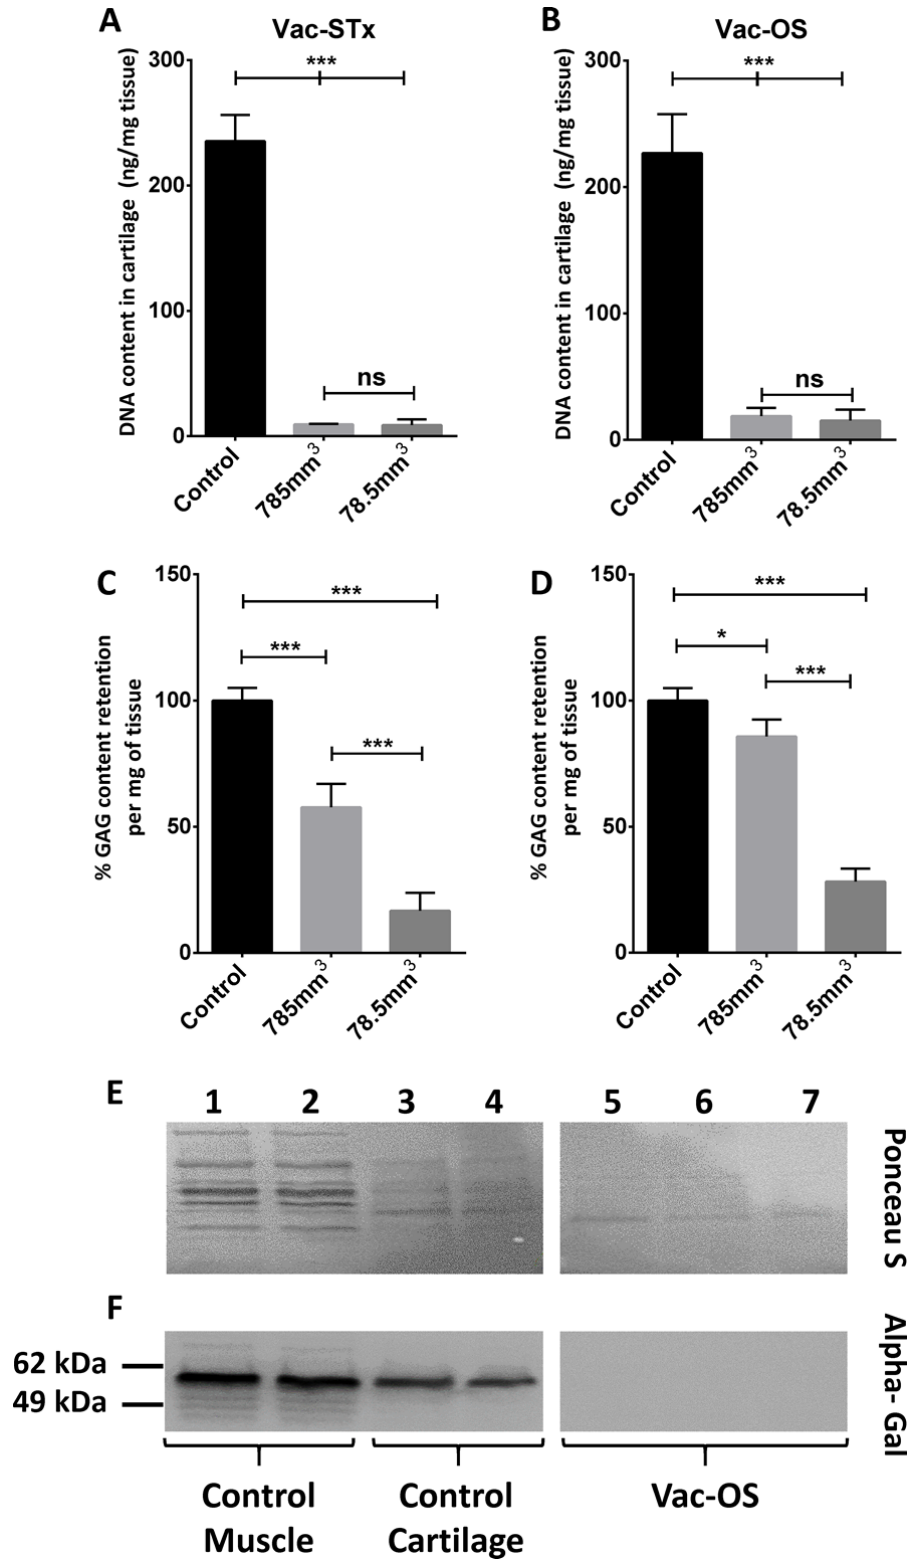 A
Vac-STx
DNA content in cartilage (ng/mg tissue)
300
200
100
0
***
ns
Control
785mm³
78.5mm³
B
Vac-OS
DNA content in cartilage (ng/mg tissue)
300
200
100
0
***
ns
Control
785mm³
78.5mm³
C
% GAG content retention
per mg of tissue
150
100
50
0
***
***
***
Control
785mm³
78.5mm³
D
% GAG content retention
per mg of tissue
150
100
50
0
***
*
***
Control
785mm³
78.5mm³
E
1 2 3 4 5 6 7
Ponceau S
F
62 kDa
49 kDa
Alpha- Gal
Control
Muscle
Control
Cartilage
Vac-OS